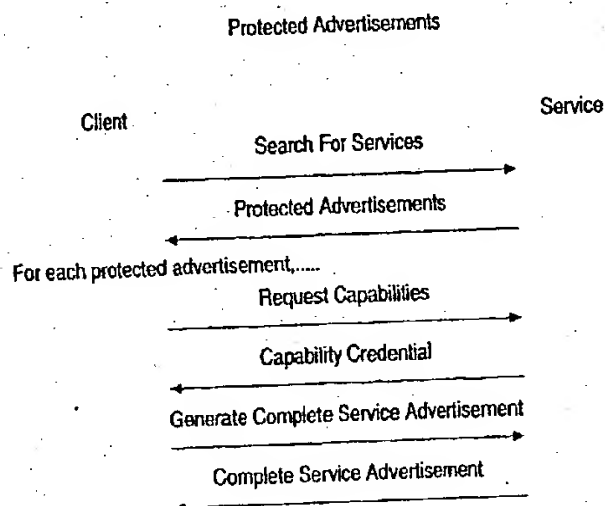 Protected Advertisements
Client
Service
Search For Services
Protected Advertisements
For each protected advertisement,.....
Request Capabilities
Capability Credential
Generate Complete Service Advertisement
Complete Service Advertisement